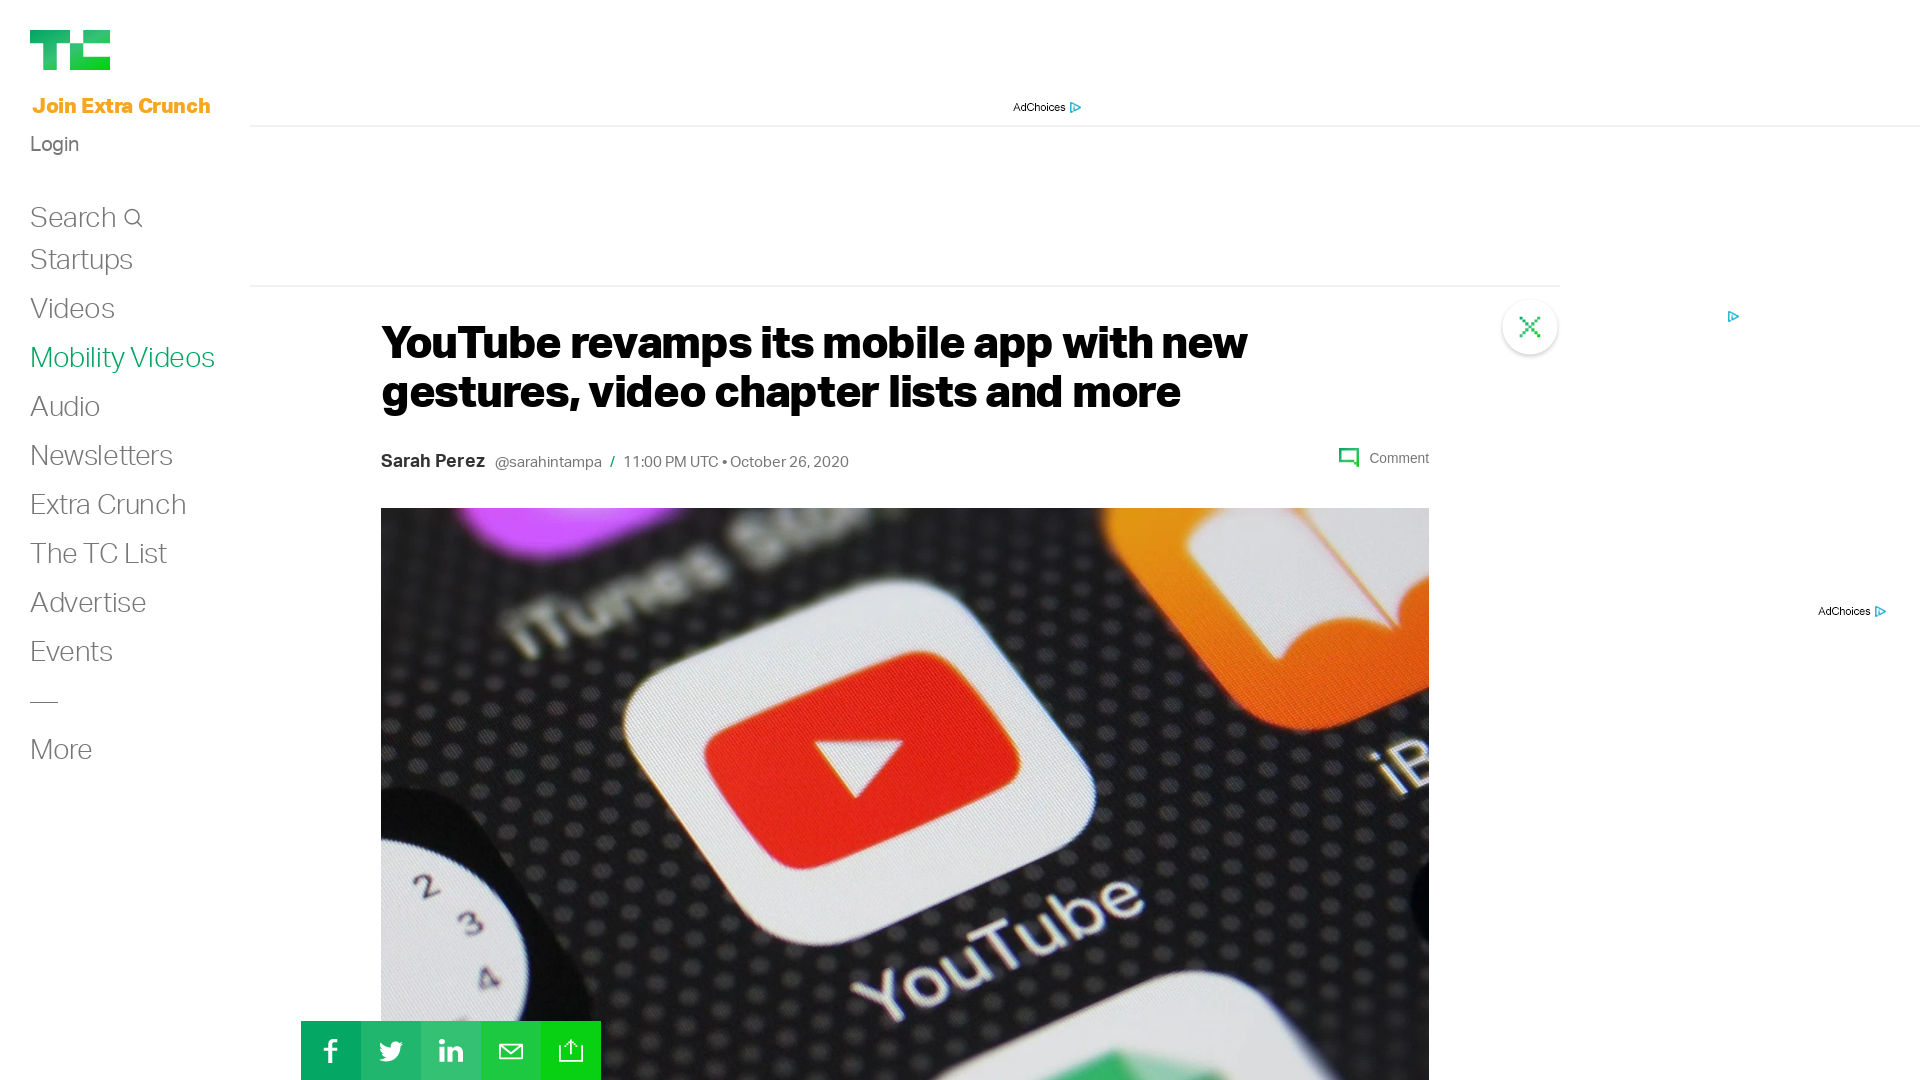 TC
Join Extra Crunch
Login
Search
Startups
Videos
Mobility Videos
Audio
Newsletters
Extra Crunch
The TC List
Advertise
Events
More
AdChoices
YouTube revamps its mobile app with new
gestures, video chapter lists and more
Sarah Perez @sarahintampa / 11:00 PM UTC • October 26, 2020
Comment
iTunes Stor
iB
YouTube
2
3
4
AdChoices